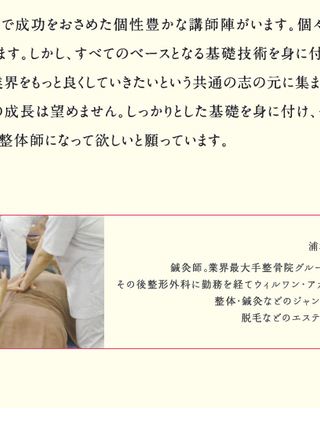 で成功をおさめた個性豊かな講師陣がいます。個々
ます。しかし、すべてのベースとなる基礎技術を身に付
業界をもっと良くしていきたいという共通の志の元に集ま
の成長は望めません。しっかりとした基礎を身に付け、
整体師になって欲しいと願っています。
浦
鍼灸師。業界最大手整骨院グルー
その後整形外科に勤務を経てウィルワン・アカ
整体・鍼灸などのジャン
脱毛などのエステ